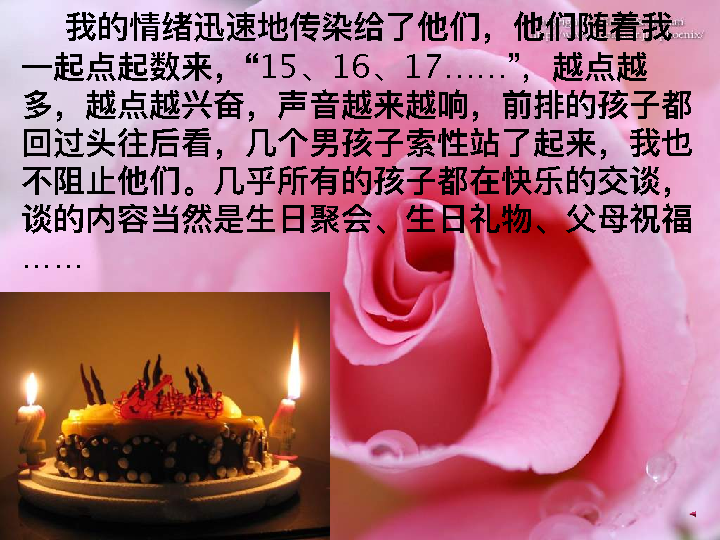 我的情绪迅速地传染给了他们，他们随着我
一起点起数来，“15、16、17……”，越点越
多，越点越兴奋，声音越来越响，前排的孩子都
回过头往后看，几个男孩子索性站了起来，我也
不阻止他们。几乎所有的孩子都在快乐的交谈，
谈的内容当然是生日聚会、生日礼物、父母祝福
……